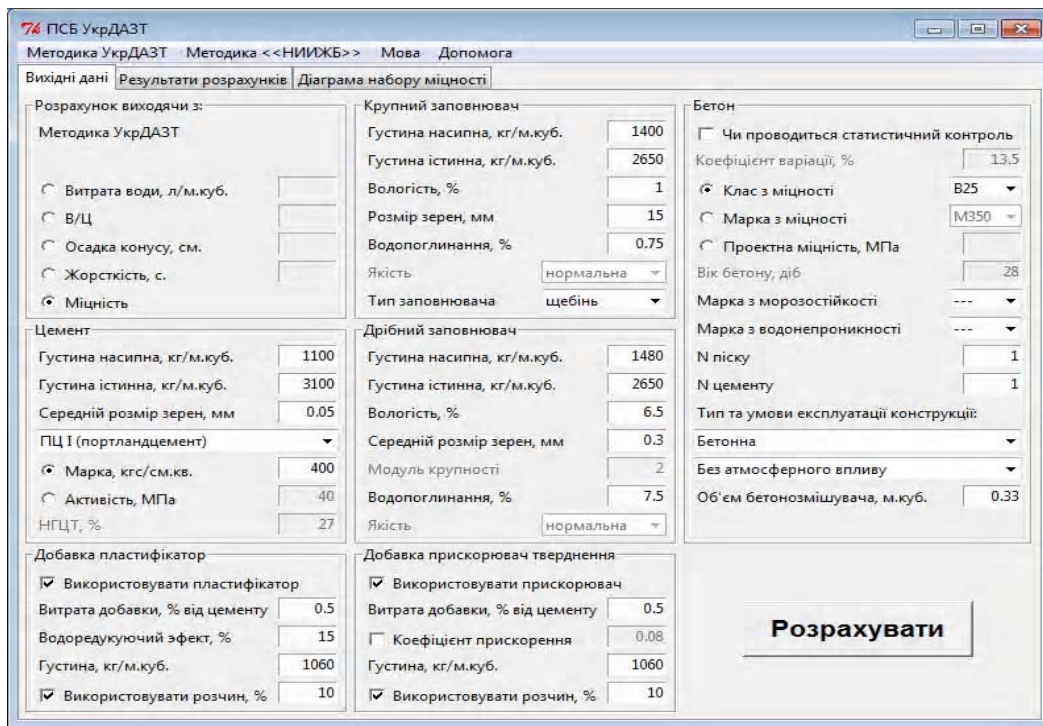 ПСБ УкрДАЗТ
Методика УкрДАЗТ Методика <<НИИЖБ>> Мова Допомога
Вихідні дані Результати розрахунків Діаграма набору міцності
Розрахунок виходячи з:
Методика УкрДАЗТ
Витрата води, л/м.куб.
В/Ц
Осадка конусу, см.
Жорсткість, с.
Міцність
Цемент
Густина насипна, кг/м.куб. 1100
Густина істинна, кг/м.куб. 3100
Середній розмір зерен, мм 0.05
ПЦ I (портландцемент)
Марка, кгс/см.кв. 400
Активість, МПа 40
НГЦТ, % 27
Добавка пластифікатор
Використовувати пластифікатор
Витрата добавки, % від цементу 0.5
Водоредукуючий эфект, % 15
Густина, кг/м.куб. 1060
Використовувати розчин, % 10
Крупний заповнювач
Густина насипна, кг/м.куб. 1400
Густина істинна, кг/м.куб. 2650
Вологість, % 1
Розмір зерен, мм 15
Водопоглинання, % 0.75
Якість нормальна
Тип заповнювача щебінь
Дрібний заповнювач
Густина насипна, кг/м.куб. 1480
Густина істинна, кг/м.куб. 2650
Вологість, % 6.5
Середній розмір зерен, мм 0.3
Модуль крупності 2
Водопоглинання, % 7.5
Якість нормальна
Добавка прискорювач тверднення
Використовувати прискорювач
Витрата добавки, % від цементу 0.5
Коефіцієнт прискорення 0.08
Густина, кг/м.куб. 1060
Використовувати розчин, % 10
Бетон
Чи проводиться статистичний контроль
Коефіцієнт варіації, % 13.5
Клас з міцності B25
Марка з міцності M350
Проектна міцність, МПа
Вік бетону, діб 28
Марка з морозостійкості ---
Марка з водонепроникності ---
N піску 1
N цементу 1
Тип та умови експлуатації конструкції:
Бетонна
Без атмосферного впливу
Об'єм бетонозмішувача, м.куб. 0.33
Розрахувати